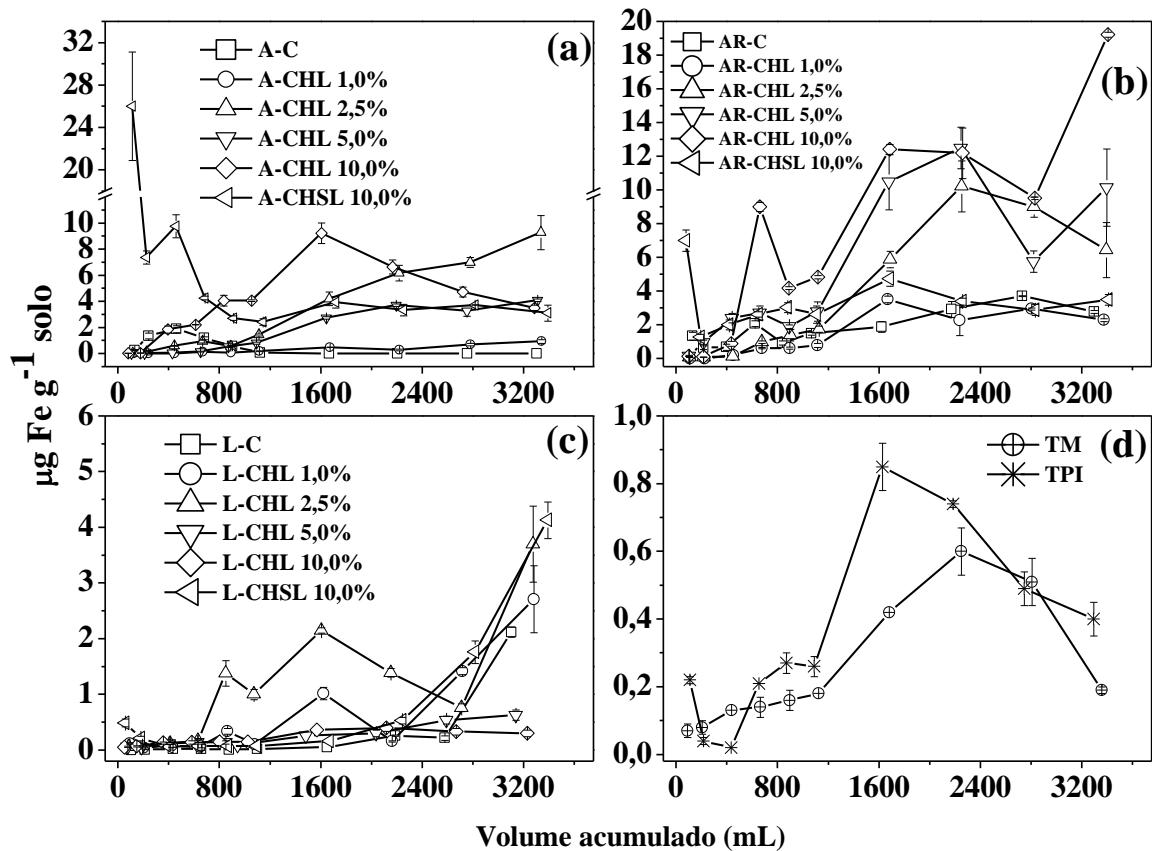 µg Fe g⁻¹ solo
(a)
A-C
A-CHL 1,0%
A-CHL 2,5%
A-CHL 5,0%
A-CHL 10,0%
A-CHSL 10,0%
32
28
24
20
10
8
6
4
2
0
0 800 1600 2400 3200
(b)
AR-C
AR-CHL 1,0%
AR-CHL 2,5%
AR-CHL 5,0%
AR-CHL 10,0%
AR-CHSL 10,0%
20
18
16
14
12
10
8
6
4
2
0
0 800 1600 2400 3200
(c)
L-C
L-CHL 1,0%
L-CHL 2,5%
L-CHL 5,0%
L-CHL 10,0%
L-CHSL 10,0%
6
5
4
3
2
1
0
0 800 1600 2400 3200
(d)
TM
TPI
1,0
0,8
0,6
0,4
0,2
0,0
0 800 1600 2400 3200
Volume acumulado (mL)